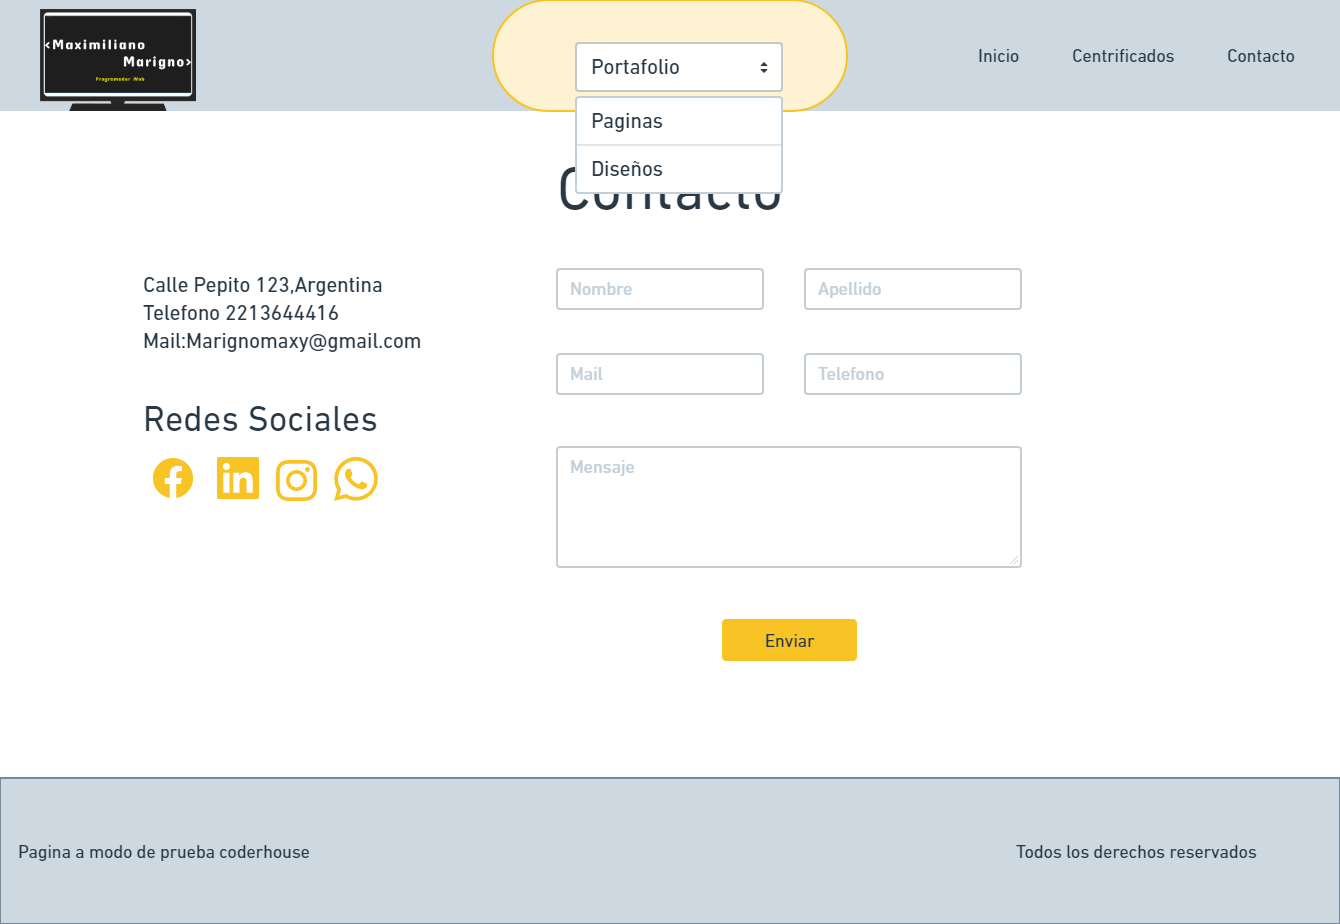 <Maximiliano
Marigno>
Programador Web
Portafolio
Inicio
Centrificados
Contacto
Paginas
Diseños
Contacto
Calle Pepito 123,Argentina
Telefono 2213644416
Mail:Marignomaxy@gmail.com
Redes Sociales
Nombre
Apellido
Mail
Telefono
Mensaje
Enviar
Pagina a modo de prueba coderhouse
Todos los derechos reservados